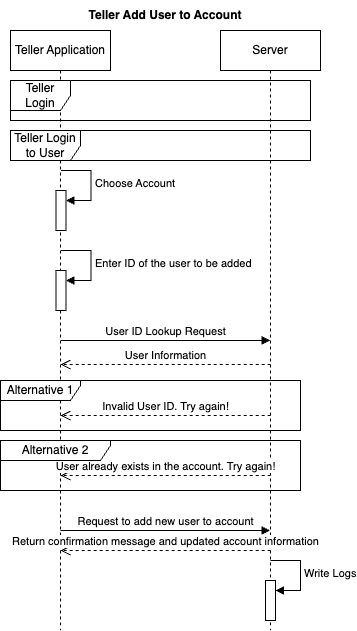 Teller Add User to Account
Teller Application
Server
Teller
Login
Teller Login
to User
Choose Account
Enter ID of the user to be added
User ID Lookup Request
User Information
Alternative 1
Invalid User ID. Try again!
Alternative 2
User already exists in the account. Try again!
Request to add new user to account
Return confirmation message and updated account information
Write Logs